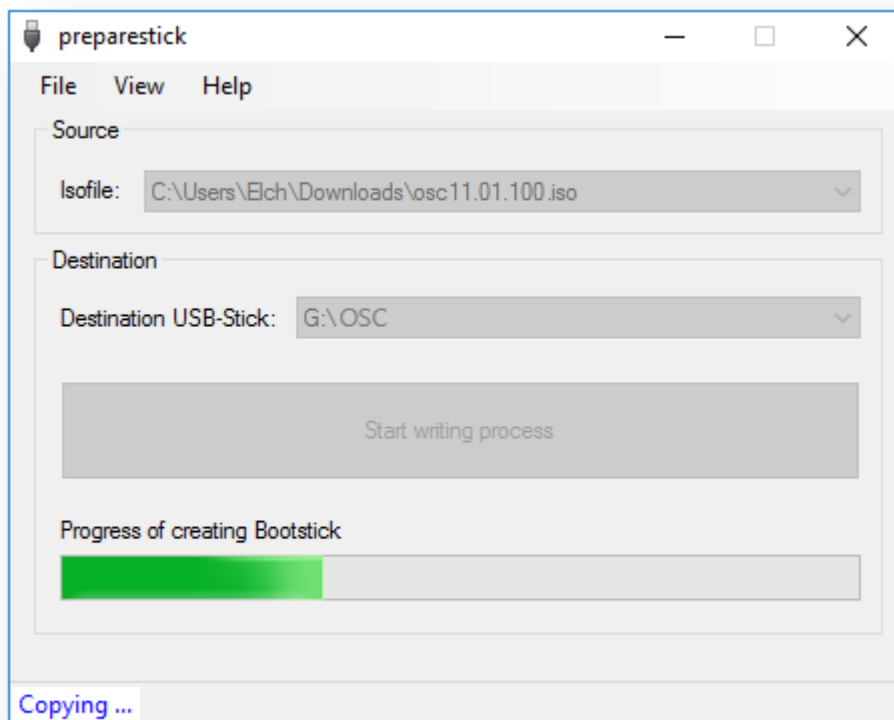 preparestick
File View Help
Source
Isofile: C:\Users\Elch\Downloads\osc11.01.100.iso
Destination
Destination USB-Stick: G:\OSC
Start writing process
Progress of creating Bootstick
Copying ...